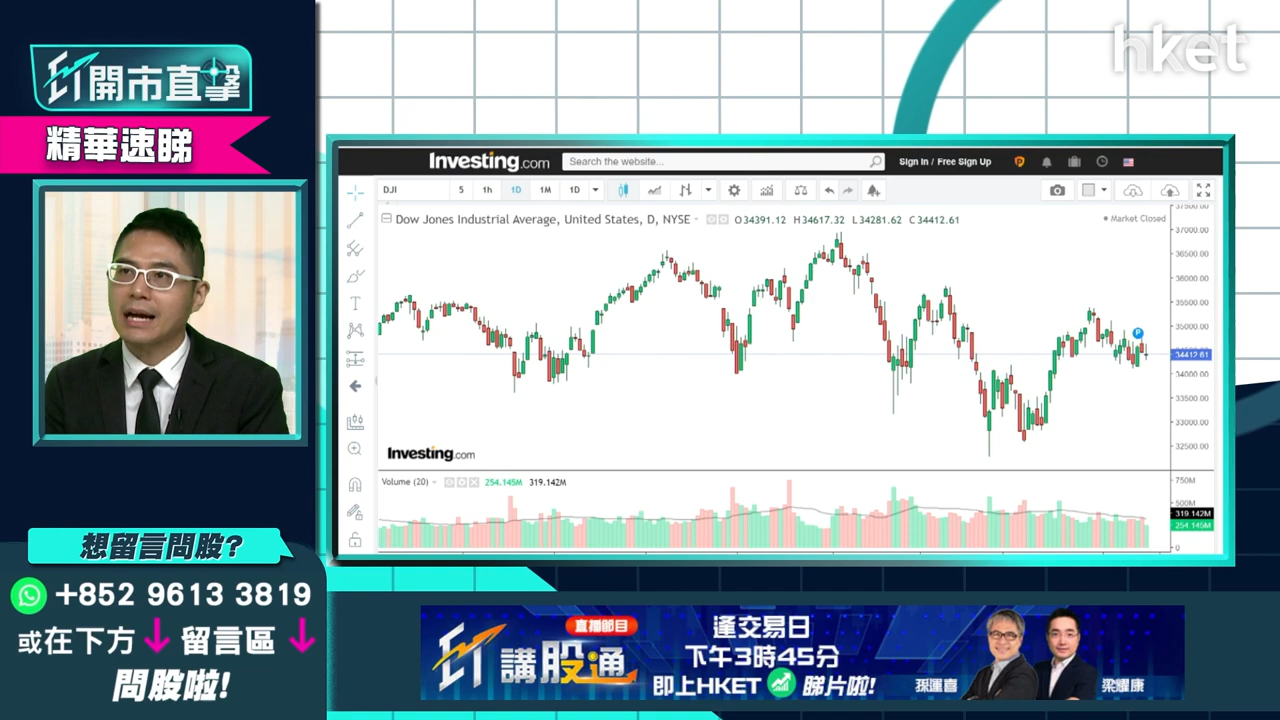 hket
ET開市直擊
精華速睇
Investing.com
Search the website...
Sign In / Free Sign Up
DJI
5
1h
1D
1M
1D
Dow Jones Industrial Average, United States, D, NYSE
O34391.12 H34617.32 L34281.62 C34412.61
Market Closed
37500.00
37000.00
36500.00
36000.00
35500.00
35000.00
34412.61
34000.00
33500.00
33000.00
32500.00
P
Investing.com
Volume (20)
254.145M
319.142M
750M
500M
319.142M
254.145M
0
想留言問股?
+852 9613 3819
或在下方 留言區
問股啦!
ET講股通
直播節目
逢交易日
下午3時45分
即上HKET 睇片啦!
孫運喜
梁耀康